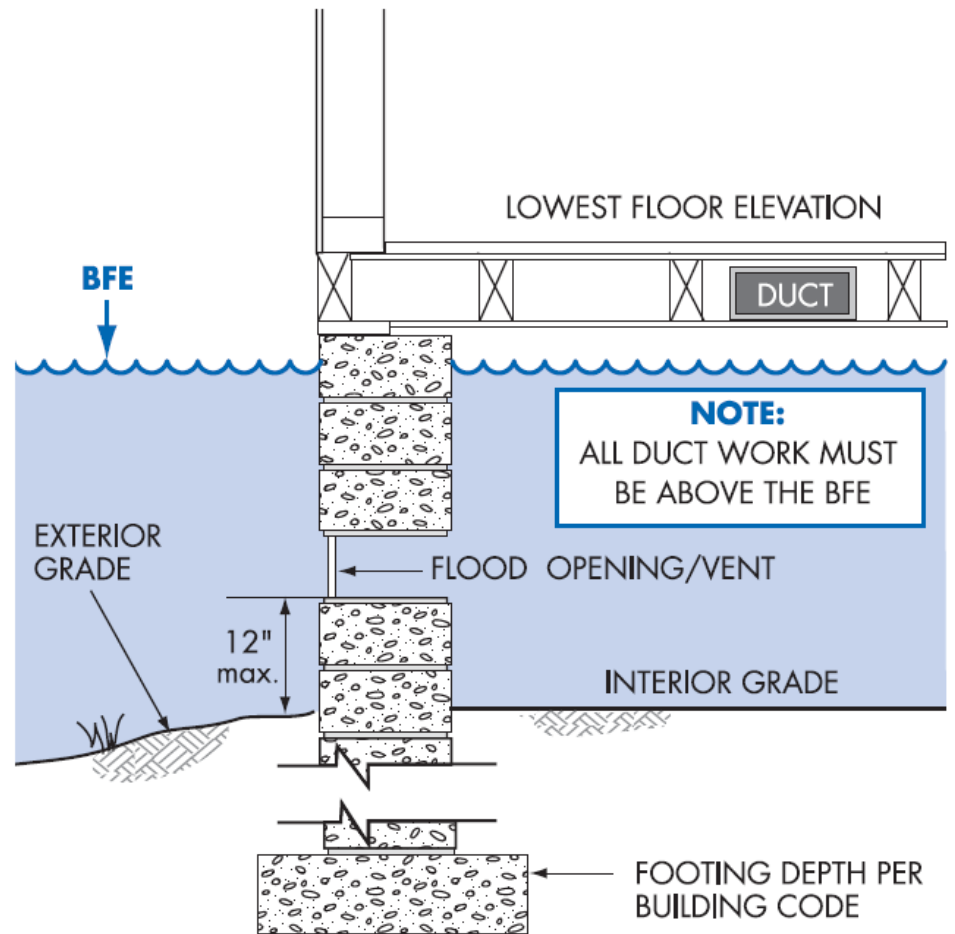 LOWEST FLOOR ELEVATION
BFE
DUCT
NOTE:
ALL DUCT WORK MUST
BE ABOVE THE BFE
EXTERIOR
GRADE
FLOOD OPENING/VENT
12"
max.
INTERIOR GRADE
FOOTING DEPTH PER
BUILDING CODE